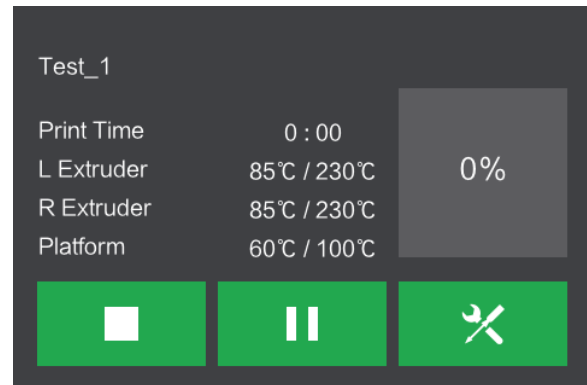 Test_1
Print Time 0 : 00
L Extruder 85℃ / 230℃
R Extruder 85℃ / 230℃
Platform 60℃ / 100℃
0%